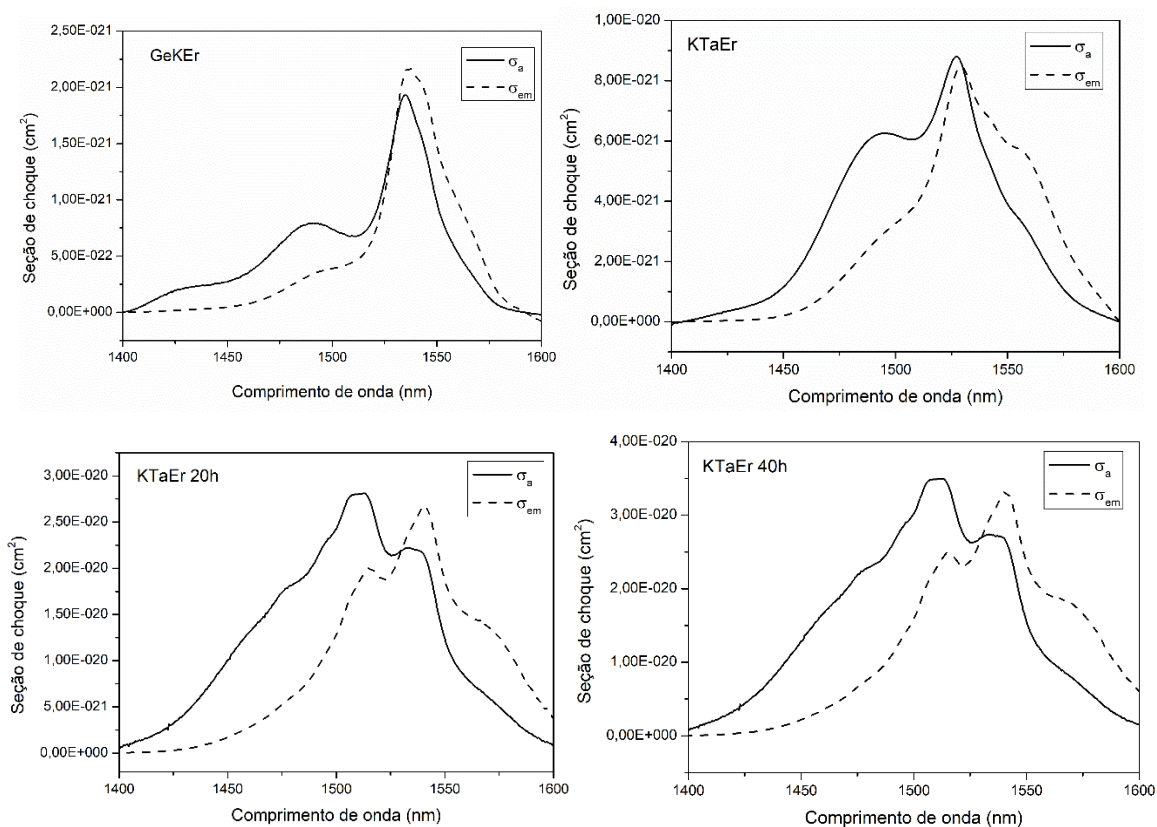 GeKEr
σa
σem
2,50E-021
2,00E-021
1,50E-021
1,00E-021
5,00E-022
0,00E+000
Seção de choque (cm2)
1400 1450 1500 1550 1600
Comprimento de onda (nm)
KTaEr
σa
σem
1,00E-020
8,00E-021
6,00E-021
4,00E-021
2,00E-021
0,00E+000
Seção de choque (cm2)
1400 1450 1500 1550 1600
Comprimento de onda (nm)
KTaEr 20h
σa
σem
3,00E-020
2,50E-020
2,00E-020
1,50E-020
1,00E-020
5,00E-021
0,00E+000
Seção de choque (cm2)
1400 1450 1500 1550 1600
Comprimento de onda (nm)
KTaEr 40h
σa
σem
4,00E-020
3,00E-020
2,00E-020
1,00E-020
0,00E+000
Seção de choque (cm2)
1400 1450 1500 1550 1600
Comprimento de onda (nm)